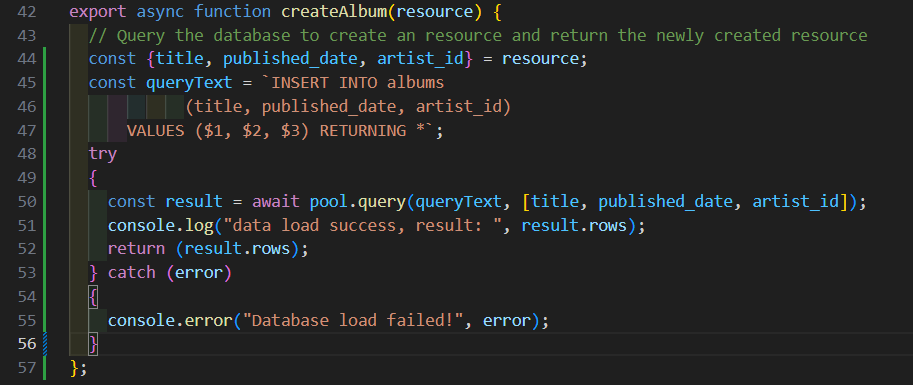 42 export async function createAlbum(resource) {
43 // Query the database to create an resource and return the newly created resource
44 const {title, published_date, artist_id} = resource;
45 const queryText = `INSERT INTO albums
46 (title, published_date, artist_id)
47 VALUES ($1, $2, $3) RETURNING *`;
48 try
49 {
50 const result = await pool.query(queryText, [title, published_date, artist_id]);
51 console.log("data load success, result: ", result.rows);
52 return (result.rows);
53 } catch (error)
54 {
55 console.error("Database load failed!", error);
56 }
57 };